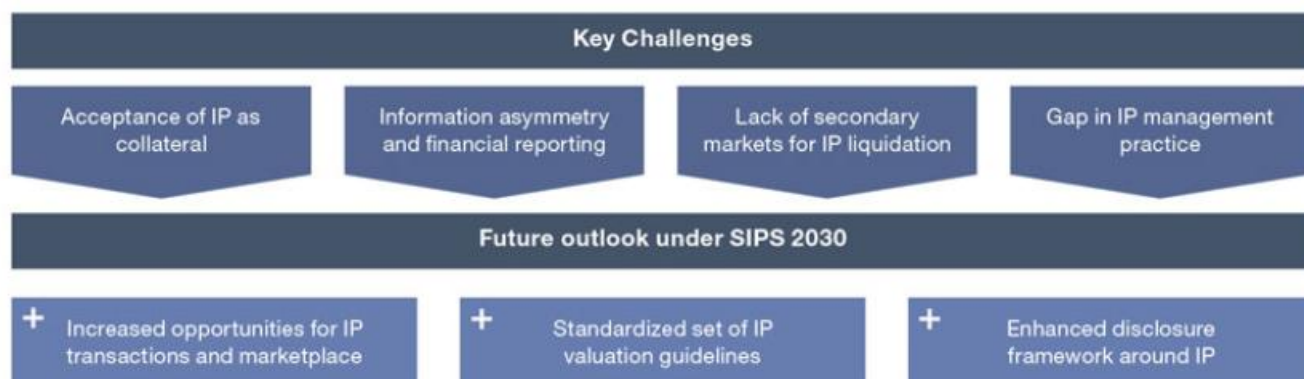 Key Challenges
Acceptance of IP as
collateral
Information asymmetry
and financial reporting
Lack of secondary
markets for IP liquidation
Gap in IP management
practice
Future outlook under SIPS 2030
+
Increased opportunities for IP
transactions and marketplace
+
Standardized set of IP
valuation guidelines
+
Enhanced disclosure
framework around IP